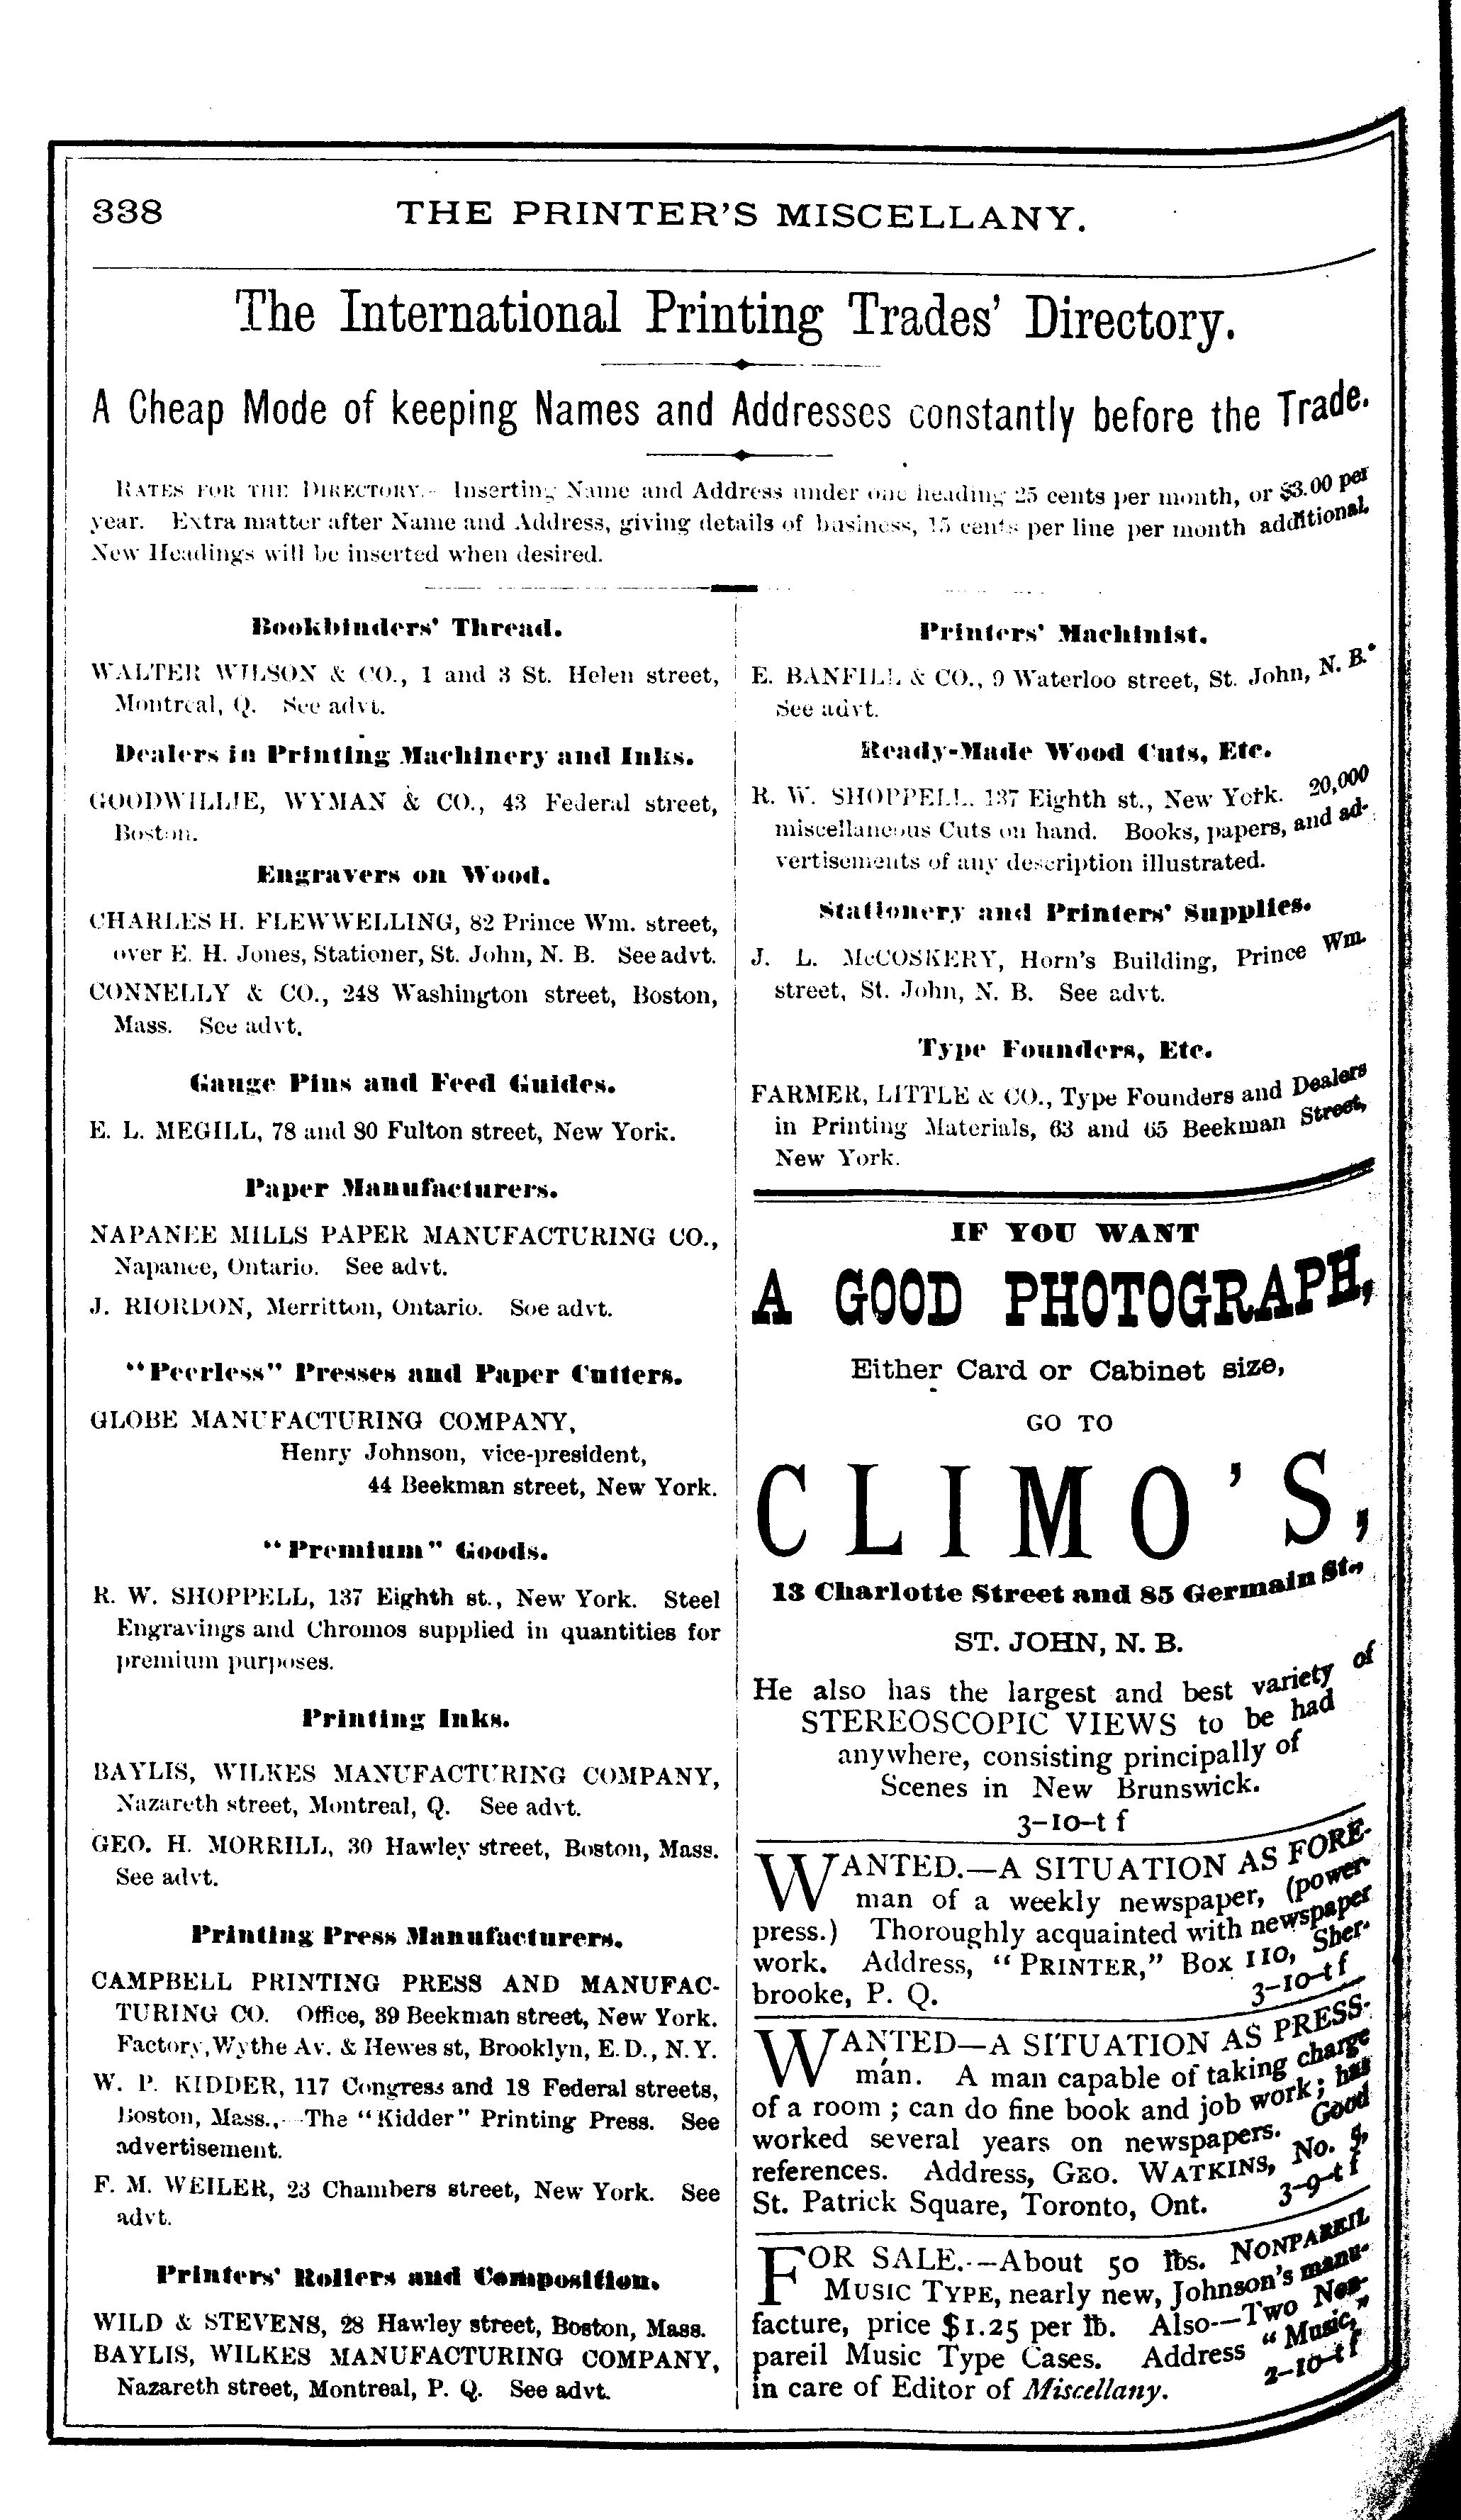 338
THE PRINTER'S MISCELLANY.
The International Printing Trades' Directory.
A Cheap Mode of keeping Names and Addresses constantly before the Trade.
RATES FOR THE DIRECTORY.- Inserting Name and Address under one heading 25 cents per month, or $3.00 per
year. Extra matter after Name and Address, giving details of business, 15 cents per line per month additional.
New Headings will be inserted when desired.
Bookbinders' Thread.
WALTER WILSON & CO., 1 and 3 St. Helen street,
Montreal, Q. See advt.
Dealers in Printing Machinery and Inks.
GOODWILLIE, WYMAN & CO., 43 Federal street,
Boston.
Engravers on Wood.
CHARLES H. FLEWWELLING, 82 Prince Wm. street,
over E. H. Jones, Stationer, St. John, N. B. See advt.
CONNELLY & CO., 248 Washington street, Boston,
Mass. See advt.
Gauge Pins and Feed Guides.
E. L. MEGILL, 78 and 80 Fulton street, New York.
Paper Manufacturers.
NAPANEE MILLS PAPER MANUFACTURING CO.,
Napanee, Ontario. See advt.
J. RIORDON, Merritton, Ontario. See advt.
"Peerless" Presses and Paper Cutters.
GLOBE MANUFACTURING COMPANY,
Henry Johnson, vice-president,
44 Beekman street, New York.
"Premium" Goods.
R. W. SHOPPELL, 137 Eighth st., New York. Steel
Engravings and Chromos supplied in quantities for
premium purposes.
Printing Inks.
BAYLIS, WILKES MANUFACTURING COMPANY,
Nazareth street, Montreal, Q. See advt.
GEO. H. MORRILL, 30 Hawley street, Boston, Mass.
See advt.
Printing Press Manufacturers.
CAMPBELL PRINTING PRESS AND MANUFAC-
TURING CO. Office, 39 Beekman street, New York.
Factory, Wythe Av. & Hewes st, Brooklyn, E. D., N. Y.
W. P. KIDDER, 117 Congress and 18 Federal streets,
Boston, Mass.,--The "Kidder" Printing Press. See
advertisement.
F. M. WEILER, 23 Chambers street, New York. See
advt.
Printers' Rollers and Composition.
WILD & STEVENS, 28 Hawley street, Boston, Mass.
BAYLIS, WILKES MANUFACTURING COMPANY,
Nazareth street, Montreal, P. Q. See advt.
Printers' Machinist.
E. BANFILL & CO., 9 Waterloo street, St. John, N. B.
See advt.
Ready-Made Wood Cuts, Etc.
R. W. SHOPPELL. 137 Eighth st., New York. 20,000
miscellaneous Cuts on hand. Books, papers, and ad-
vertisements of any description illustrated.
Stationery and Printers' Supplies.
J. L. McCOSKERY, Horn's Building, Prince Wm.
street, St. John, N. B. See advt.
Type Founders, Etc.
FARMER, LITTLE & CO., Type Founders and Dealers
in Printing Materials, 63 and 65 Beekman Street,
New York.
IF YOU WANT
A GOOD PHOTOGRAPH,
Either Card or Cabinet size,
GO TO
CLIMO'S,
13 Charlotte Street and 85 Germain St.,
ST. JOHN, N. B.
He also has the largest and best variety of
STEREOSCOPIC VIEWS to be had
anywhere, consisting principally of
Scenes in New Brunswick.
3-10-t f
WANTED.—A SITUATION AS FORE-
man of a weekly newspaper, (power-
press.) Thoroughly acquainted with newspaper
work. Address, "PRINTER," Box 110, Sher-
brooke, P. Q. 3-10-t f
WANTED—A SITUATION AS PRESS-
man. A man capable of taking charge
of a room; can do fine book and job work; has
worked several years on newspapers. Good
references. Address, GEO. WATKINS, No. 5,
St. Patrick Square, Toronto, Ont. 3-9-t f
FOR SALE.--About 50 lbs. NONPAREIL
MUSIC TYPE, nearly new, Johnson's manu-
facture, price $1.25 per lb. Also--Two Non-
pareil Music Type Cases. Address "Music,"
in care of Editor of Miscellany. 2-10-t f